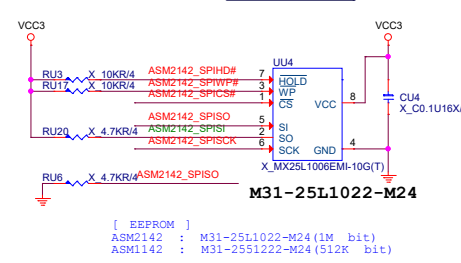 VCC3
VCC3
UU4
RU3 X_10KR/4 ASM2142_SPIHD# 7 HOLD
RU17 X_10KR/4 ASM2142_SPIWP# 3 WP
ASM2142_SPICS# 1 CS VCC 8
CU4
X_C0.1U16X/
ASM2142_SPISO 5 SI
RU20 X_4.7KR/4 ASM2142_SPISI 2 SO
ASM2142_SPISCK 6 SCK GND 4
X_MX25L1006EMI-10G(T)
RU6 X_4.7KR/4 ASM2142_SPISO
M31-25L1022-M24
[ EEPROM ]
ASM2142 : M31-25L1022-M24(1M bit)
ASM1142 : M31-2551222-M24(512K bit)